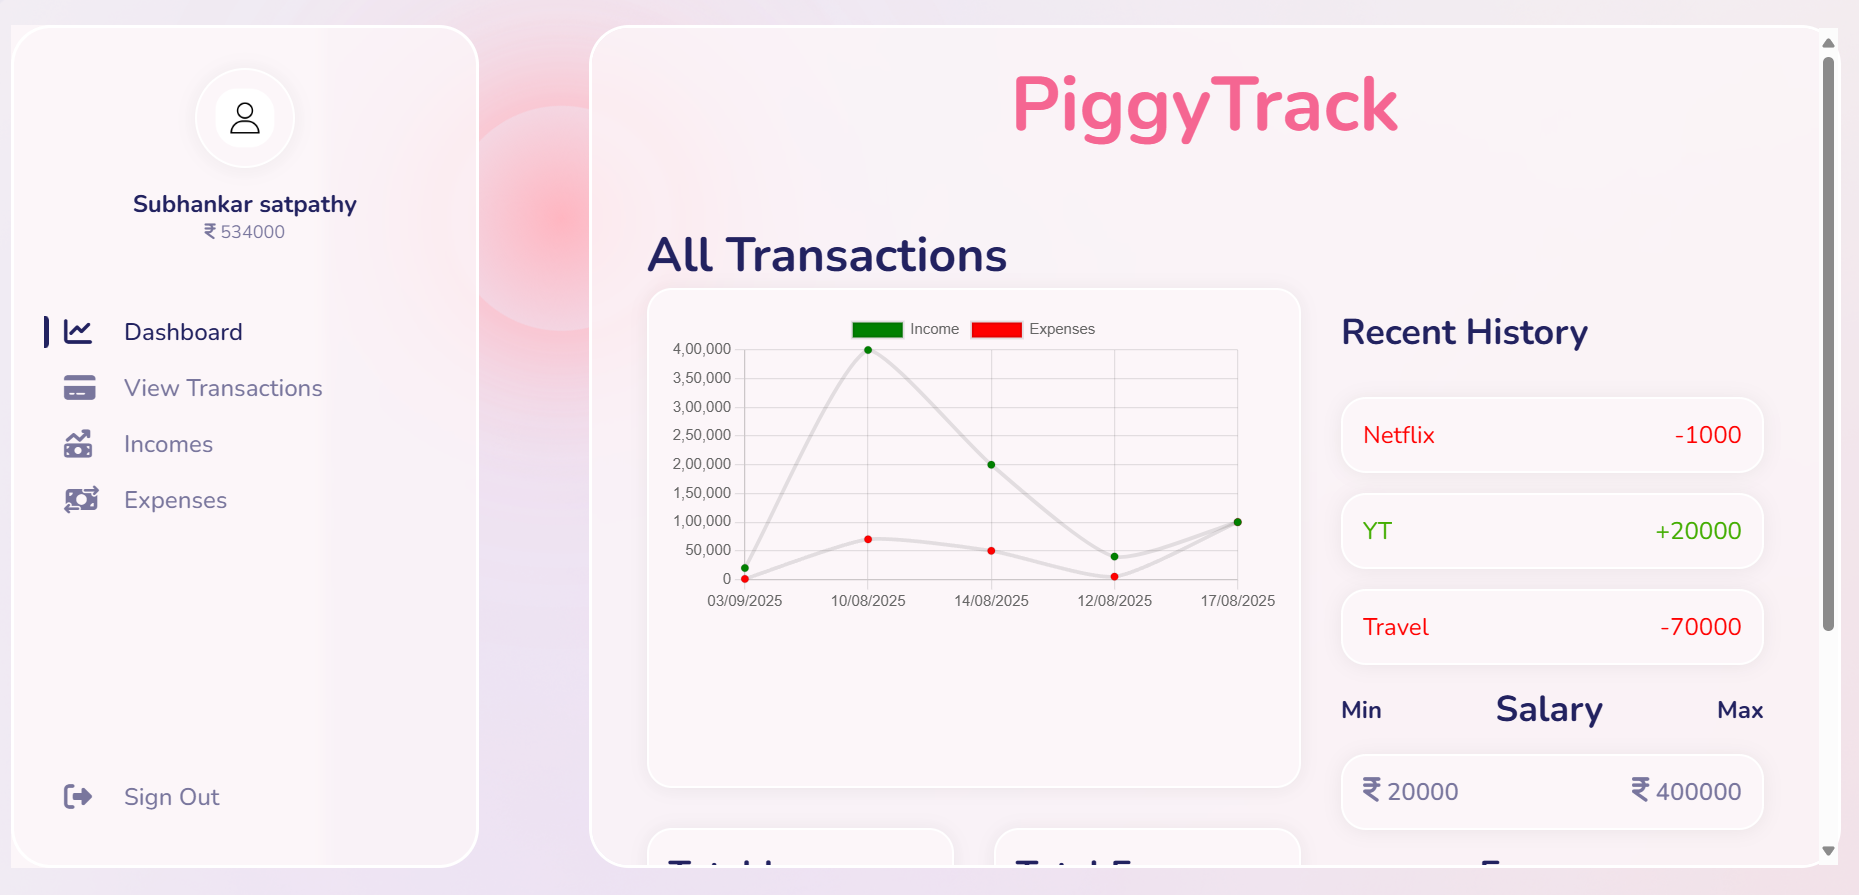 Subhankar satpathy
₹ 534000
Dashboard
View Transactions
Incomes
Expenses
Sign Out
PiggyTrack
All Transactions
Income Expenses
4,00,000
3,50,000
3,00,000
2,50,000
2,00,000
1,50,000
1,00,000
50,000
0
03/09/2025 10/08/2025 14/08/2025 12/08/2025 17/08/2025
Recent History
Netflix -1000
YT +20000
Travel -70000
Min Salary Max
₹ 20000 ₹ 400000